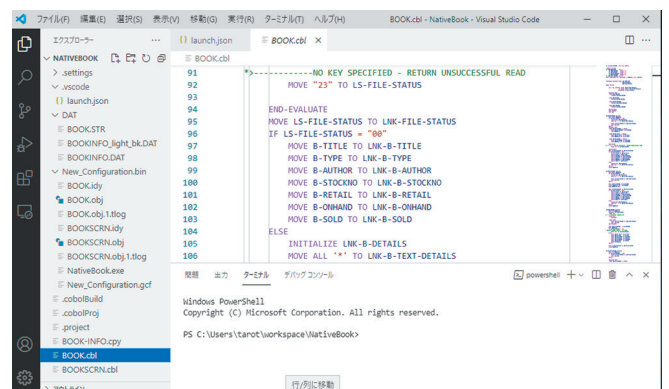 ファイル(F) 編集(E) 選択(S) 表示(V) 移動(G) 実行(R) ターミナル(T) ヘルプ(H) BOOK.cbl - NativeBook - Visual Studio Code
エクスプローラー
NATIVEBOOK
.settings
.vscode
launch.json
DAT
BOOK.STR
BOOKINFO_light_bk.DAT
BOOKINFO.DAT
New_Configuration.bin
BOOK.idy
BOOK.obj
BOOK.obj.1.tlog
BOOKSCRN.idy
BOOKSCRN.obj
BOOKSCRN.obj.1.tlog
NativeBook.exe
New_Configuration.gcf
.cobolBuild
.cobolProj
.project
BOOK-INFO.cpy
BOOK.cbl
BOOKSCRN.cbl
launch.json BOOK.cbl
BOOK.cbl
91 *>------------NO KEY SPECIFIED - RETURN UNSUCCESSFUL READ
92 MOVE "23" TO LS-FILE-STATUS
93
94 END-EVALUATE
95 MOVE LS-FILE-STATUS TO LNK-FILE-STATUS
96 IF LS-FILE-STATUS = "00"
97 MOVE B-TITLE TO LNK-B-TITLE
98 MOVE B-TYPE TO LNK-B-TYPE
99 MOVE B-AUTHOR TO LNK-B-AUTHOR
100 MOVE B-STOCKNO TO LNK-B-STOCKNO
101 MOVE B-RETAIL TO LNK-B-RETAIL
102 MOVE B-ONHAND TO LNK-B-ONHAND
103 MOVE B-SOLD TO LNK-B-SOLD
104 ELSE
105 INITIALIZE LNK-B-DETAILS
106 MOVE ALL '*' TO LNK-B-TEXT-DETAILS
問題 出力 ターミナル デバッグ コンソール powershell
Windows PowerShell
Copyright (C) Microsoft Corporation. All rights reserved.
PS C:\Users\tarot\workspace\NativeBook>
行/列に移動